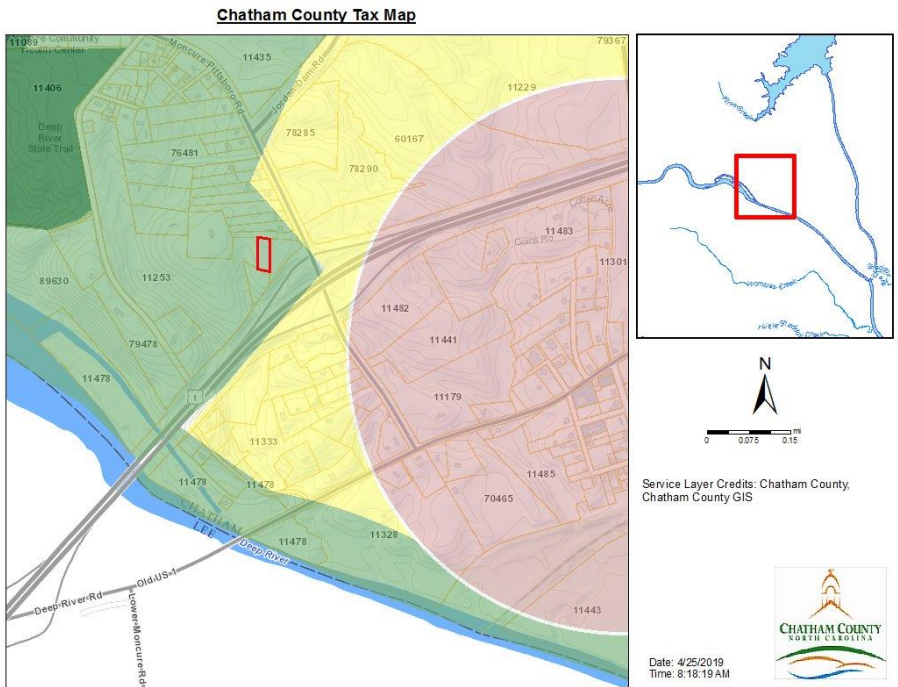 Chatham County Tax Map
11089
Community
Health Center
11406
Deep
River
State Trail
Moncure-Pittsboro-Rd
11435
Jordan-Dam-Rd
79367
11229
78285
60167
78290
76481
11483
Goins Rd
11301
89630
11253
11482
11441
79478
11478
1
11179
11333
11485
11478
11478
70465
CHATHAM
LEE
Deep River
11328
11478
Old-US-1
Deep-River-Rd
Lower-Moncure-Rd
11443
N
0 0.075 0.15 mi
Service Layer Credits: Chatham County,
Chatham County GIS
CHATHAM COUNTY
NORTH CAROLINA
Date: 4/25/2019
Time: 8:18:19 AM